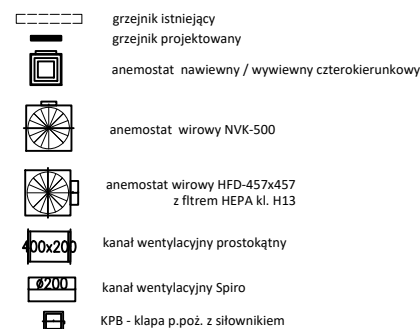 grzejnik istniejący
grzejnik projektowany
anemostat nawiewny / wywiewny czterokierunkowy
anemostat wirowy NVK-500
anemostat wirowy HFD-457x457
z fltrem HEPA kl. H13
400x200
kanał wentylacyjny prostokątny
ø200
kanał wentylacyjny Spiro
KPB - klapa p.poż. z siłownikiem